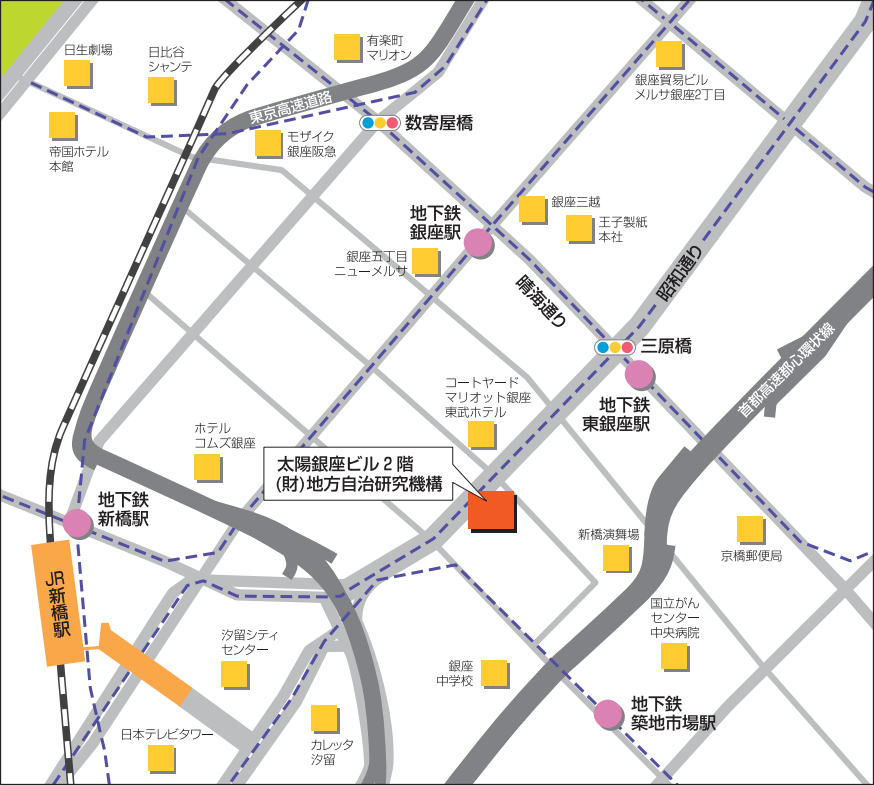 日生劇場
日比谷
シャンテ
有楽町
マリオン
銀座貿易ビル
メルサ銀座2丁目
東京高速道路
数寄屋橋
帝国ホテル
本館
モザイク
銀座阪急
地下鉄
銀座駅
銀座三越
王子製紙
本社
銀座五丁目
ニューメルサ
晴海通り
昭和通り
三原橋
首都高速都心環状線
コートヤード
マリオット銀座
東武ホテル
地下鉄
東銀座駅
ホテル
コムズ銀座
太陽銀座ビル2階
(財)地方自治研究機構
地下鉄
新橋駅
新橋演舞場
京橋郵便局
JR新橋駅
国立がん
センター
中央病院
汐留シティ
センター
銀座
中学校
地下鉄
築地市場駅
日本テレビタワー
カレッタ
汐留